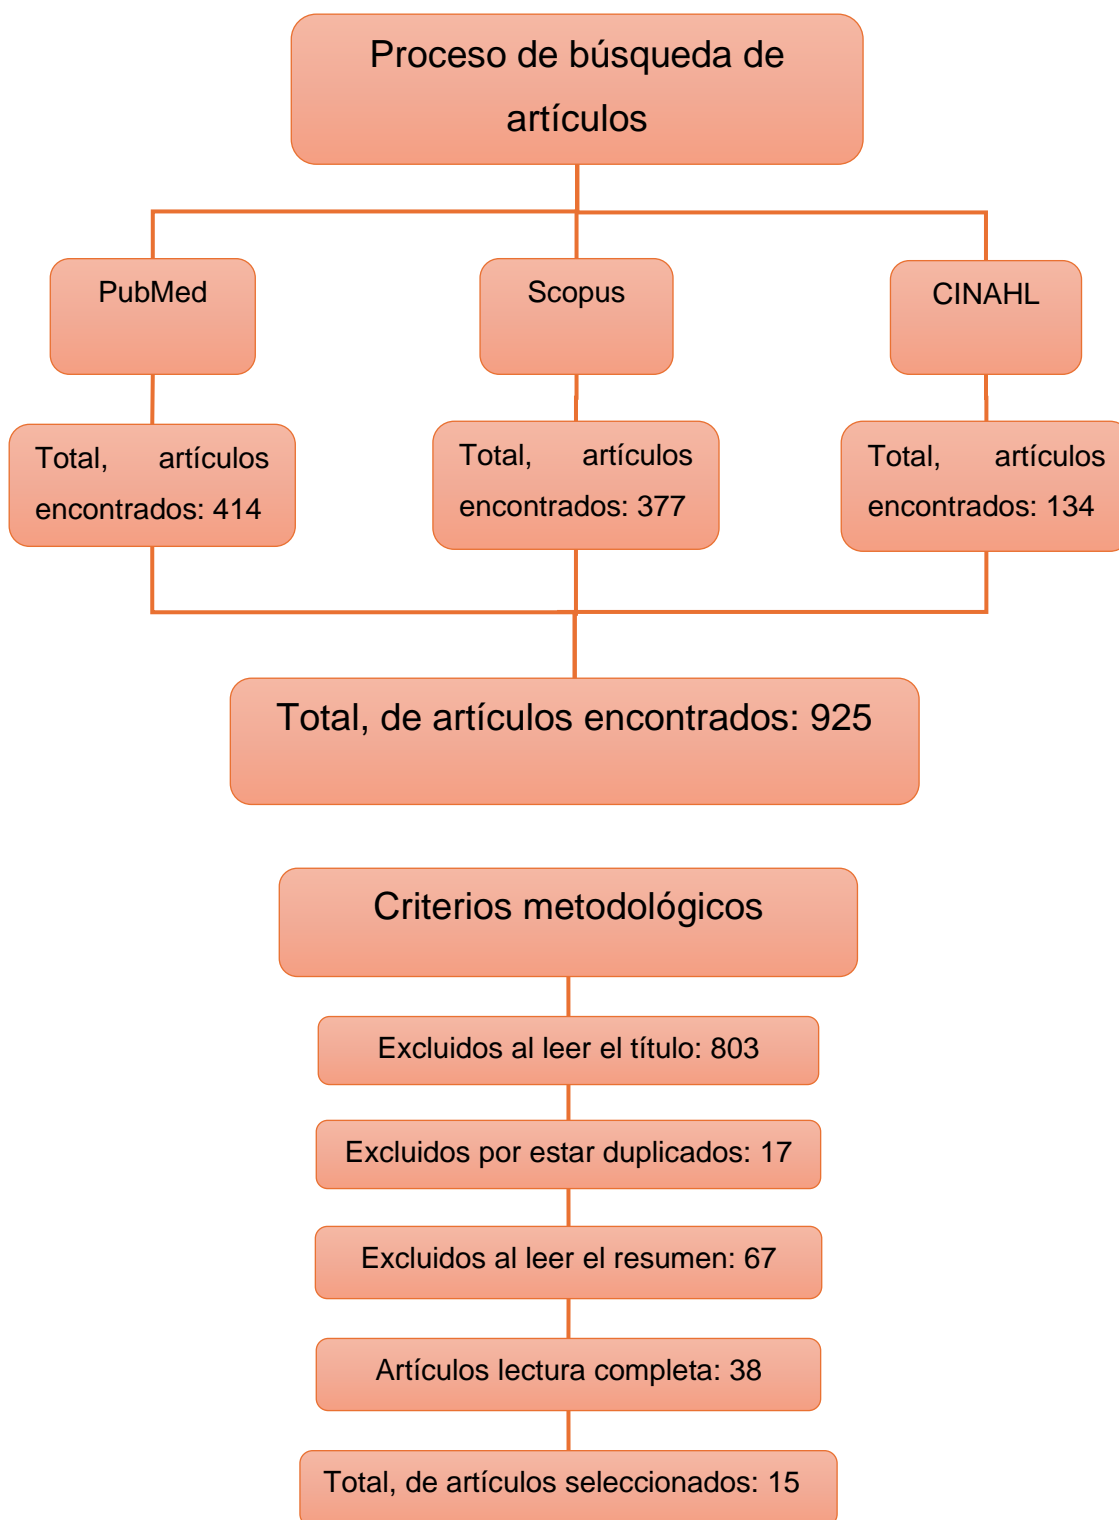 Proceso de búsqueda de
artículos
PubMed
Scopus
CINAHL
Total, artículos
encontrados: 414
Total, artículos
encontrados: 377
Total, artículos
encontrados: 134
Total, de artículos encontrados: 925
Criterios metodológicos
Excluidos al leer el título: 803
Excluidos por estar duplicados: 17
Excluidos al leer el resumen: 67
Artículos lectura completa: 38
Total, de artículos seleccionados: 15